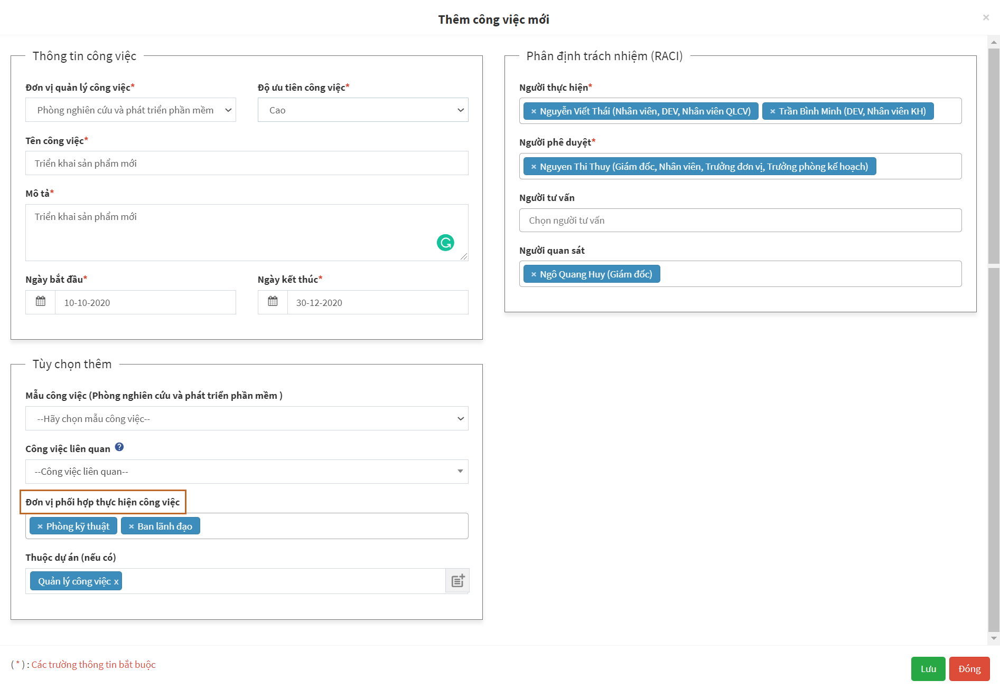 Thêm công việc mới
×
Thông tin công việc
Đơn vị quản lý công việc*
Phòng nghiên cứu và phát triển phần mềm
Độ ưu tiên công việc*
Cao
Tên công việc*
Triển khai sản phẩm mới
Mô tả*
Triển khai sản phẩm mới
Ngày bắt đầu*
10-10-2020
Ngày kết thúc*
30-12-2020
Phân định trách nhiệm (RACI)
Người thực hiện*
× Nguyễn Viết Thái (Nhân viên, DEV, Nhân viên QLCV) × Trần Bình Minh (DEV, Nhân viên KH)
Người phê duyệt*
× Nguyen Thi Thuy (Giám đốc, Nhân viên, Trưởng đơn vị, Trưởng phòng kế hoạch)
Người tư vấn
Chọn người tư vấn
Người quan sát
× Ngô Quang Huy (Giám đốc)
Tùy chọn thêm
Mẫu công việc (Phòng nghiên cứu và phát triển phần mềm )
--Hãy chọn mẫu công việc--
Công việc liên quan ?
--Công việc liên quan--
Đơn vị phối hợp thực hiện công việc
× Phòng kỹ thuật × Ban lãnh đạo
Thuộc dự án (nếu có)
Quản lý công việc x
( * ) : Các trường thông tin bắt buộc
Lưu Đóng